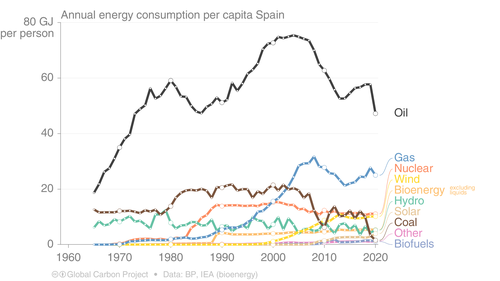 Annual energy consumption per capita Spain
80 GJ
per person
60
40
20
0
1960
1970
1980
1990
2000
2010
2020
Oil
Gas
Nuclear
Wind
Bioenergy excluding liquids
Hydro
Solar
Coal
Other
Biofuels
Global Carbon Project • Data: BP, IEA (bioenergy)